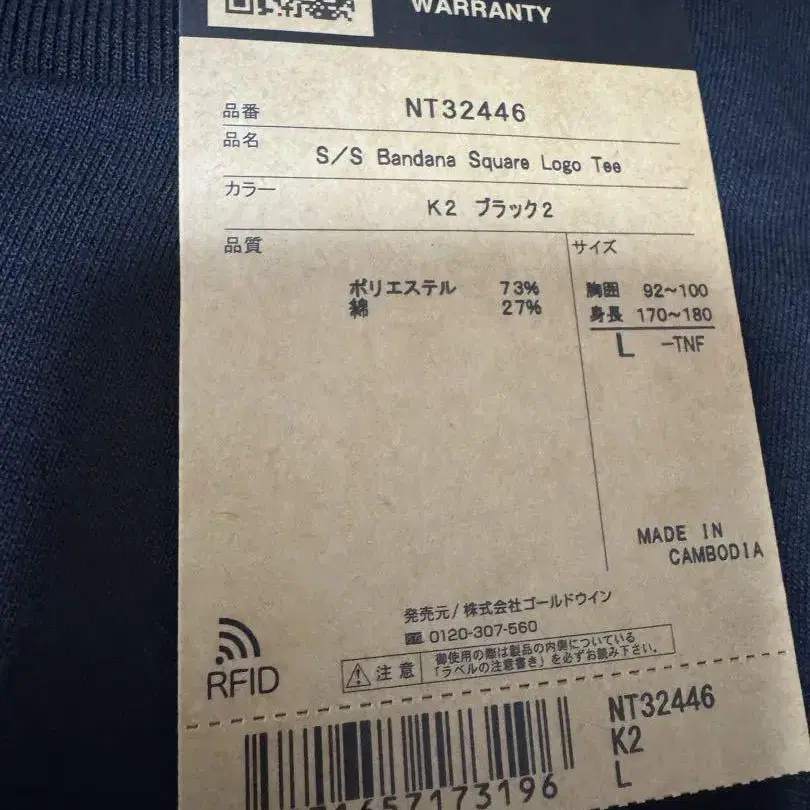 WARRANTY
品番 NT32446
品名 S/S Bandana Square Logo Tee
カラー K2 ブラック2
品質 サイズ
ポリエステル 73%
綿 27%
胸囲 92~100
身長 170~180
L -TNF
MADE IN
CAMBODIA
発売元/株式会社ゴールドウイン
0120-307-560
RFID
注意 御使用の際は製品の内側についている
「ラベルの注意書き」を必ずお読み下さい。
NT32446
K2
L
1657173196